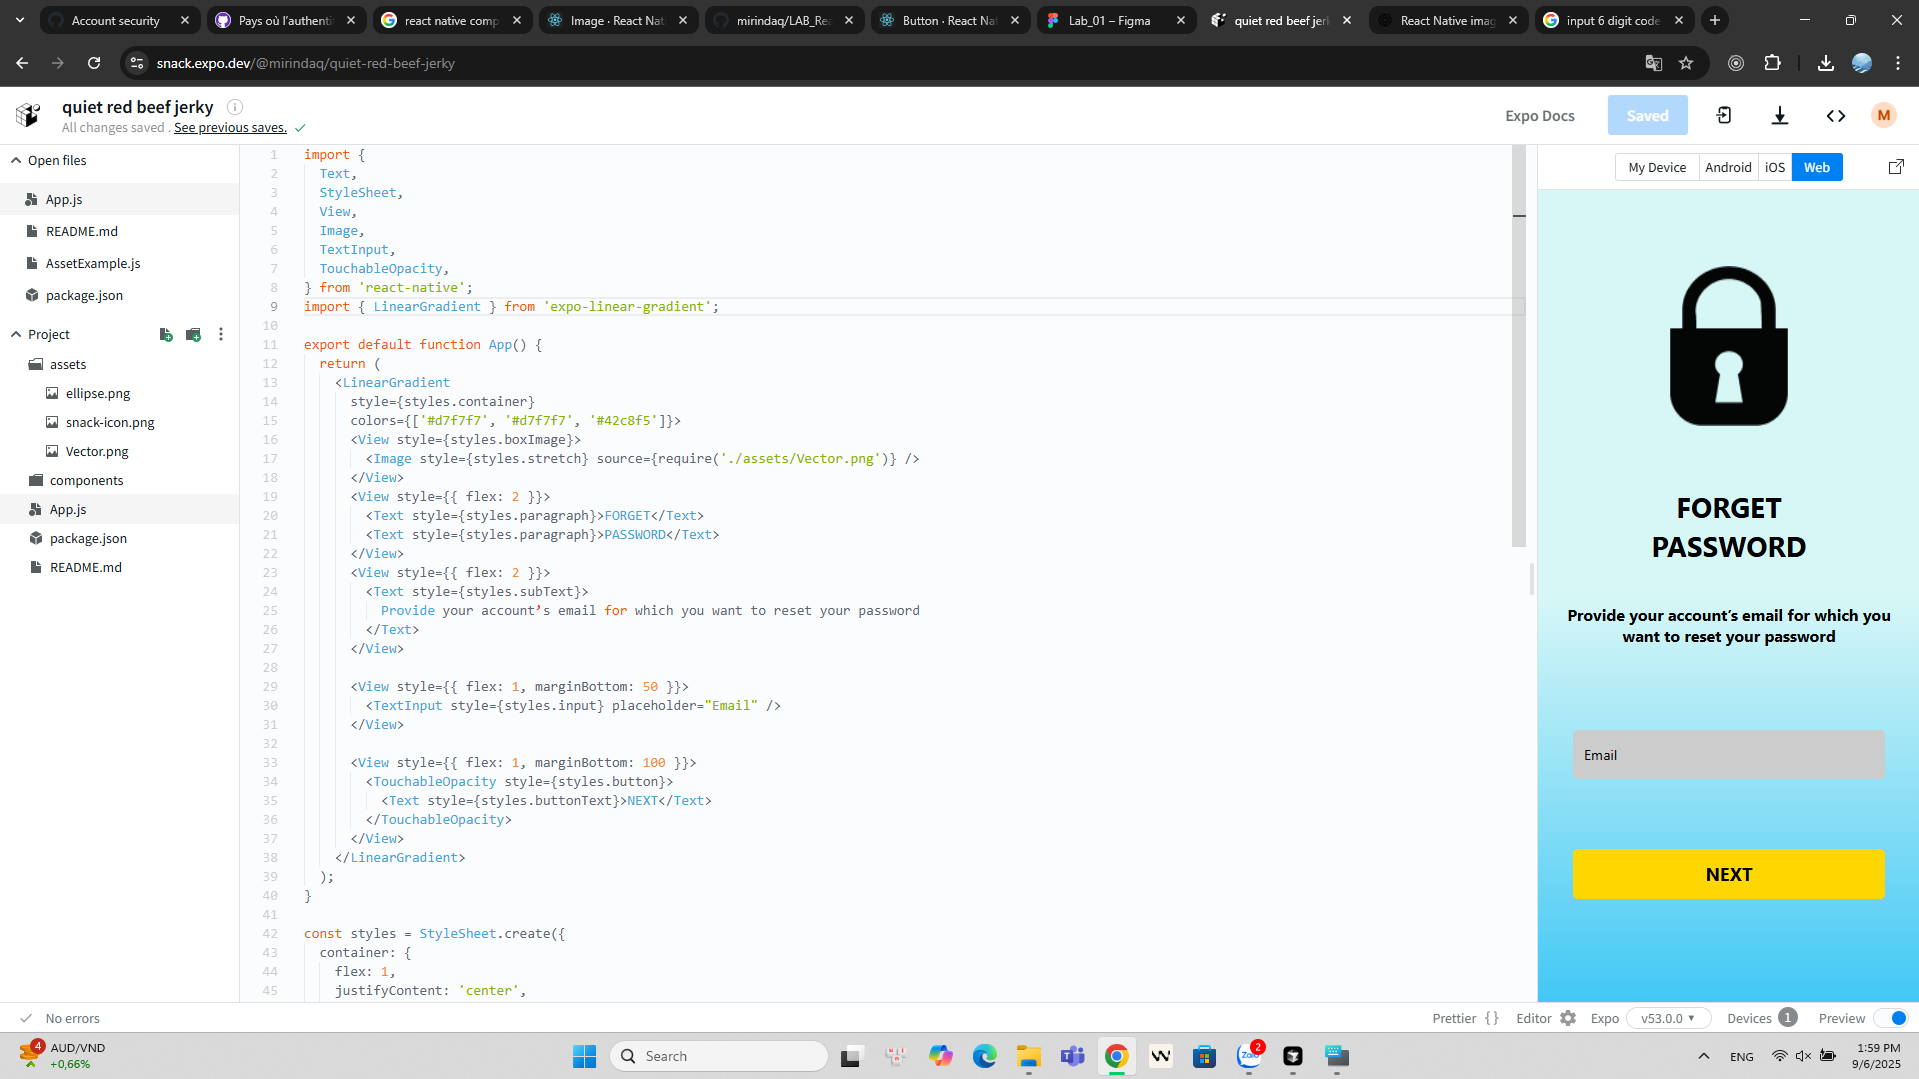 Account security
Pays où l'authenti
react native comp
Image · React Nati
mirindaq/LAB_Rea
Button · React Nat
Lab_01 – Figma
quiet red beef jerk
React Native imag
input 6 digit code
snack.expo.dev/@mirindaq/quiet-red-beef-jerky
quiet red beef jerky
All changes saved . See previous saves.
Expo Docs
Saved
M
Open files
App.js
README.md
AssetExample.js
package.json
Project
assets
ellipse.png
snack-icon.png
Vector.png
components
App.js
package.json
README.md
1 import {
2 Text,
3 StyleSheet,
4 View,
5 Image,
6 TextInput,
7 TouchableOpacity,
8 } from 'react-native';
9 import { LinearGradient } from 'expo-linear-gradient';
10
11 export default function App() {
12 return (
13 <LinearGradient
14 style={styles.container}
15 colors={['#d7f7f7', '#d7f7f7', '#42c8f5']}>
16 <View style={styles.boxImage}>
17 <Image style={styles.stretch} source={require('./assets/Vector.png')} />
18 </View>
19 <View style={{ flex: 2 }}>
20 <Text style={styles.paragraph}>FORGET</Text>
21 <Text style={styles.paragraph}>PASSWORD</Text>
22 </View>
23 <View style={{ flex: 2 }}>
24 <Text style={styles.subText}>
25 Provide your account’s email for which you want to reset your password
26 </Text>
27 </View>
28
29 <View style={{ flex: 1, marginBottom: 50 }}>
30 <TextInput style={styles.input} placeholder="Email" />
31 </View>
32
33 <View style={{ flex: 1, marginBottom: 100 }}>
34 <TouchableOpacity style={styles.button}>
35 <Text style={styles.buttonText}>NEXT</Text>
36 </TouchableOpacity>
37 </View>
38 </LinearGradient>
39 );
40 }
41
42 const styles = StyleSheet.create({
43 container: {
44 flex: 1,
45 justifyContent: 'center',
My Device
Android
iOS
Web
FORGET
PASSWORD
Provide your account’s email for which you
want to reset your password
Email
NEXT
No errors
Prettier { }
Editor
Expo
v53.0.0
Devices 1
Preview
4
AUD/VND
+0,66%
Search
Zalo
2
ENG
1:59 PM
9/6/2025